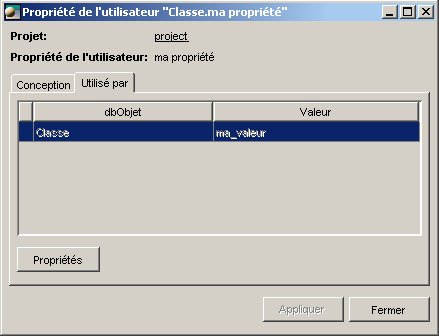 Propriété de l'utilisateur "Classe.ma propriété"
Projet: project
Propriété de l'utilisateur: ma propriété
Conception Utilisé par
dbObjet Valeur
Classe ma_valeur
Propriétés
Appliquer Fermer